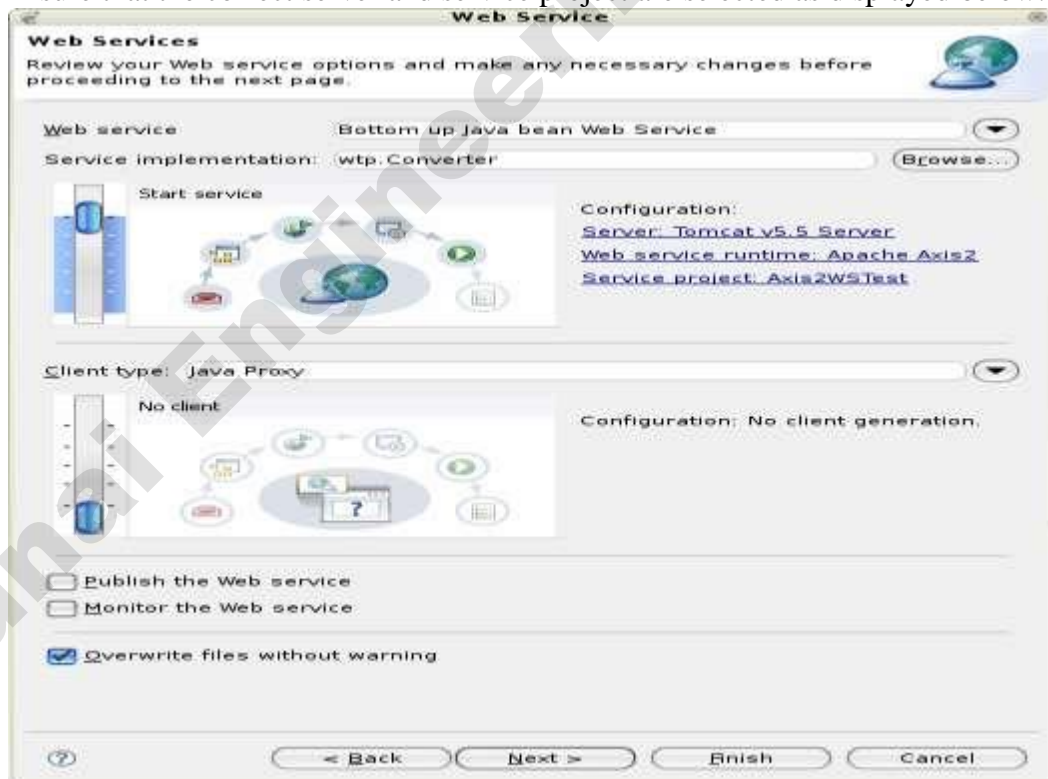 Web Service
Web Services
Review your Web service options and make any necessary changes before
proceeding to the next page.
Web service Bottom up Java bean Web Service
Service implementation: wtp.Converter Browse...
Start service
Configuration:
Server: Tomcat v5.5 Server
Web service runtime: Apache Axis2
Service project: Axis2WSTest
Client type: Java Proxy
No client
Configuration: No client generation.
Publish the Web service
Monitor the Web service
Overwrite files without warning
< Back Next > Finish Cancel